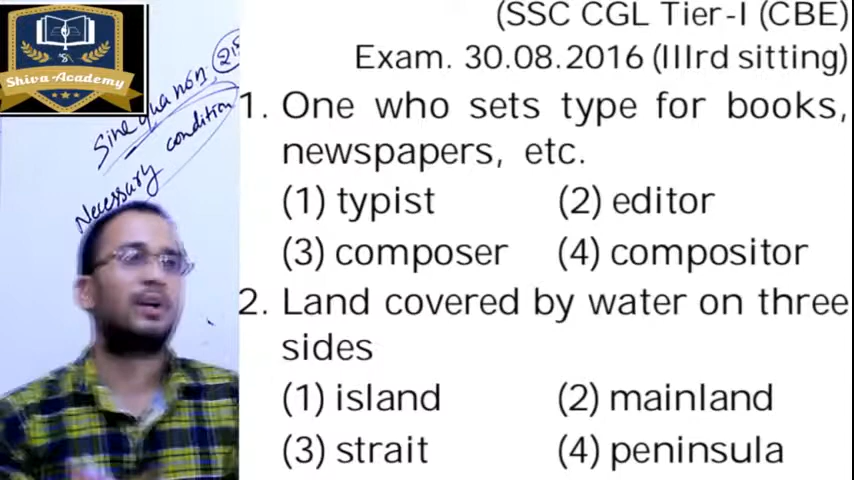 Shiva Academy
Sine qua non
Necessary condition
(SSC CGL Tier-I (CBE)
Exam. 30.08.2016 (IIIrd sitting)
1. One who sets type for books,
newspapers, etc.
(1) typist (2) editor
(3) composer (4) compositor
2. Land covered by water on three
sides
(1) island (2) mainland
(3) strait (4) peninsula